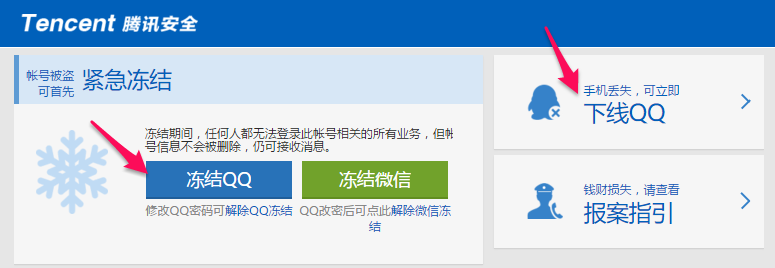 Tencent 腾讯安全
帐号被盗
可首先
紧急冻结
冻结期间，任何人都无法登录此帐号相关的所有业务，但帐
号信息不会被删除，仍可接收消息。
冻结QQ
冻结微信
修改QQ密码可解除QQ冻结
QQ改密后可点此解除微信冻
结
手机丢失，可立即
下线QQ
钱财损失，请查看
报案指引